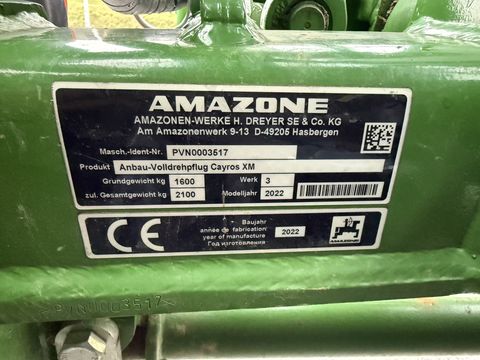 AMAZONE
AMAZONEN-WERKE H. DREYER SE & Co. KG
Am Amazonenwerk 9-13 D-49205 Hasbergen
Masch.-Ident-Nr. PVN0003517
Produkt Anbau-Volldrehpflug Cayros XM
Grundgewicht kg 1600 Werk 3
zul. Gesamtgewicht kg 2100 Modelljahr 2022
CE
Baujahr
année de fabrication
year of manufacture 2022
Год изготовления
AMAZONE
PVN0003517